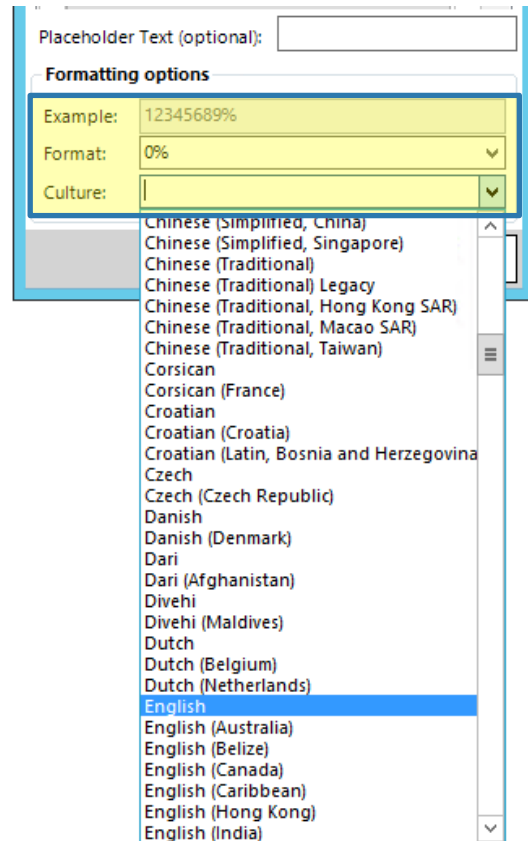 Placeholder Text (optional):
Formatting options
Example: 12345689%
Format: 0%
Culture:
Chinese (Simplified, China)
Chinese (Simplified, Singapore)
Chinese (Traditional)
Chinese (Traditional) Legacy
Chinese (Traditional, Hong Kong SAR)
Chinese (Traditional, Macao SAR)
Chinese (Traditional, Taiwan)
Corsican
Corsican (France)
Croatian
Croatian (Croatia)
Croatian (Latin, Bosnia and Herzegovina
Czech
Czech (Czech Republic)
Danish
Danish (Denmark)
Dari
Dari (Afghanistan)
Divehi
Divehi (Maldives)
Dutch
Dutch (Belgium)
Dutch (Netherlands)
English
English (Australia)
English (Belize)
English (Canada)
English (Caribbean)
English (Hong Kong)
English (India)